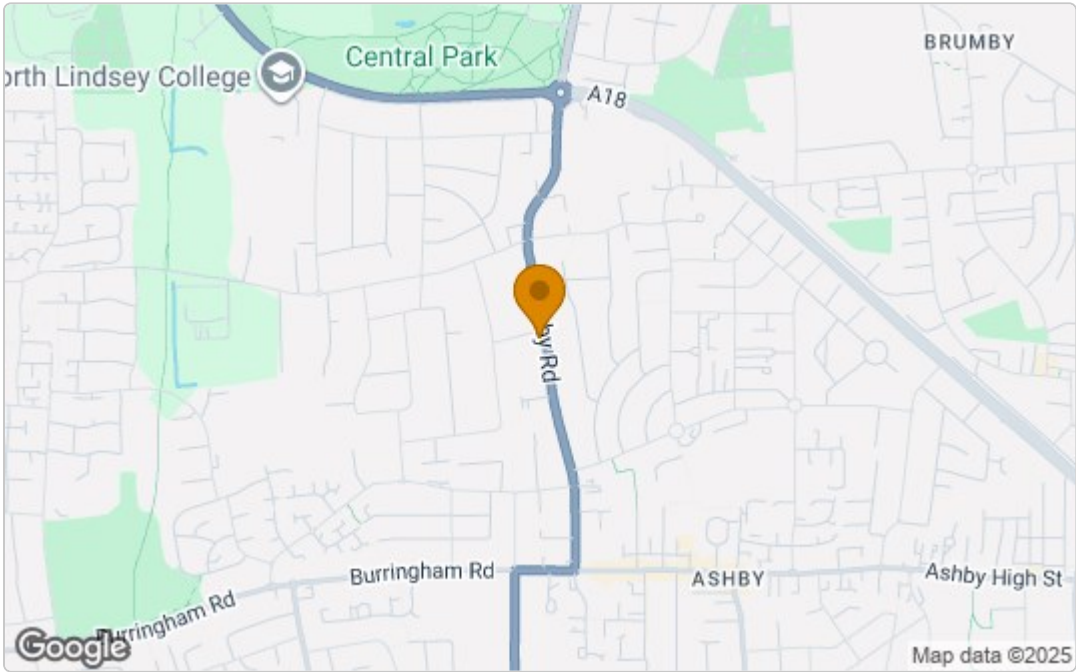 BRUMBY
Central Park
orth Lindsey College
A18
by Rd
Burringham Rd
ASHBY
Ashby High St
Burringham Rd
Google
Map data ©2025